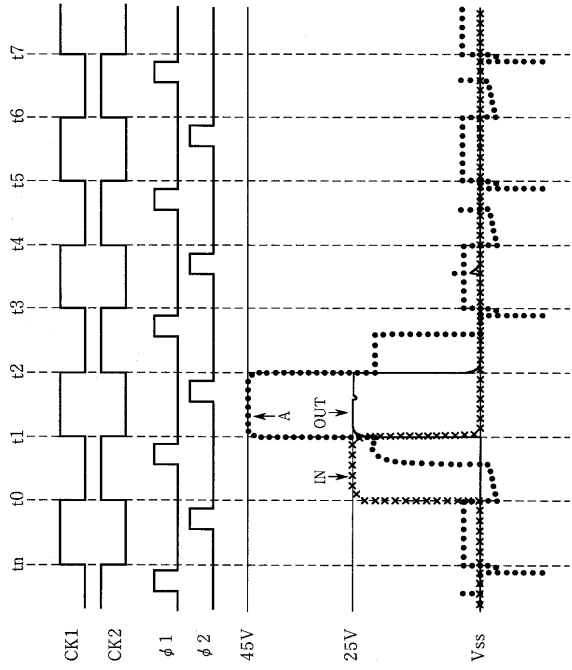 tn t0 t1 t2 t3 t4 t5 t6 t7
CK1
CK2
φ1
φ2
45V
A
25V
IN
OUT
Vss